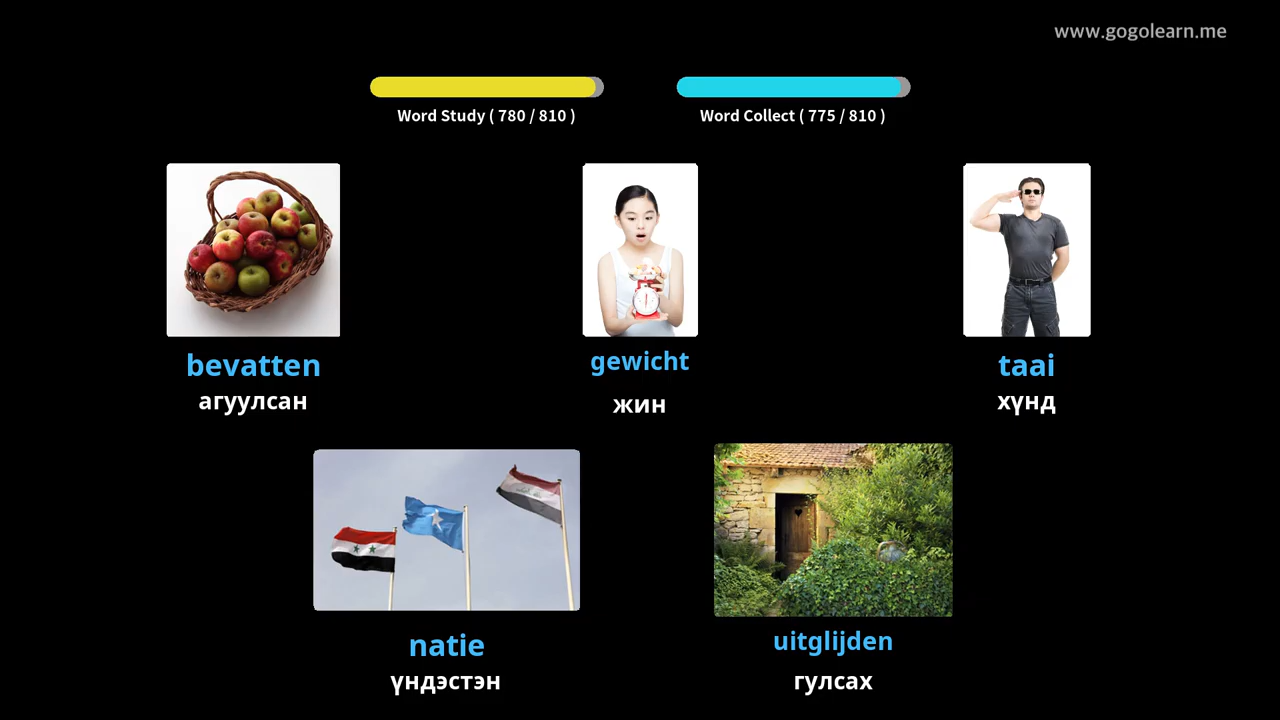 www.gogolearn.me
Word Study ( 780 / 810 )
Word Collect ( 775 / 810 )
bevatten
агуулсан
gewicht
жин
taai
хүнд
natie
үндэстэн
uitglijden
гулсах